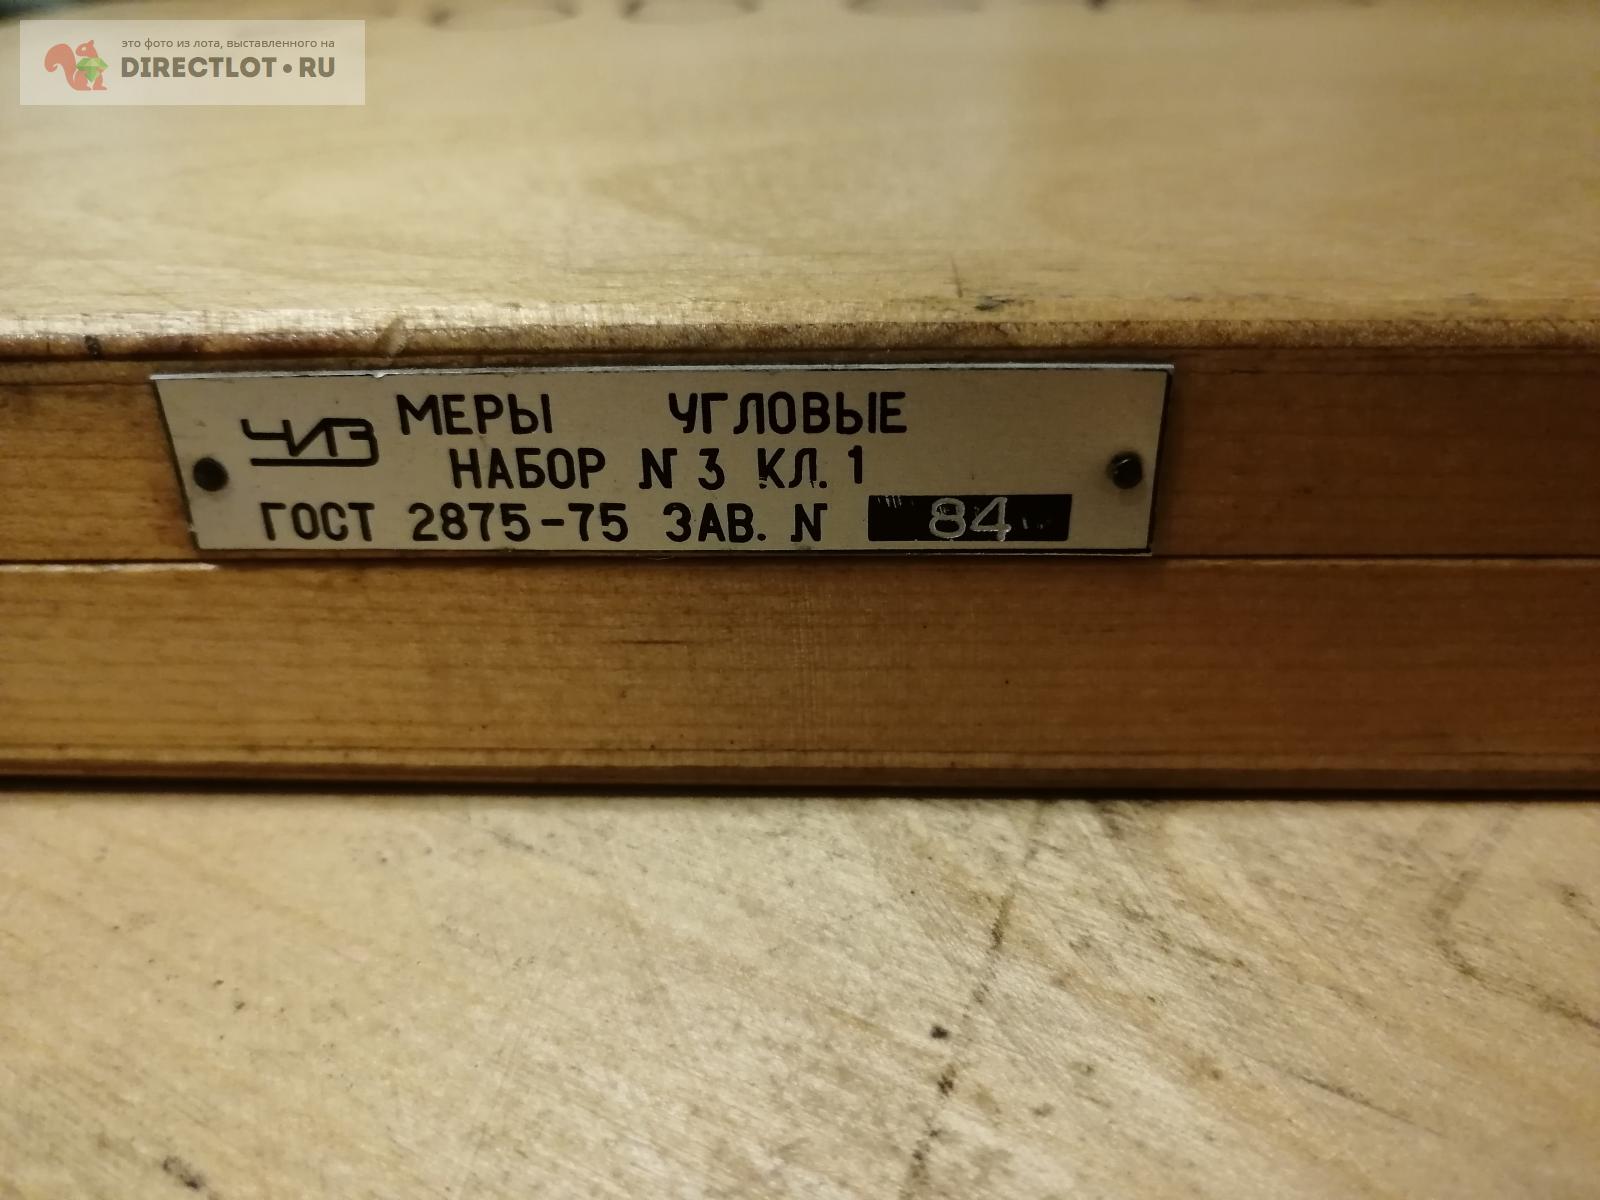 это фото из лота, выставленного на
DIRECTLOT•RU
ЧИЗ
МЕРЫ УГЛОВЫЕ
НАБОР N 3 КЛ. 1
ГОСТ 2875-75 ЗАВ. N 84